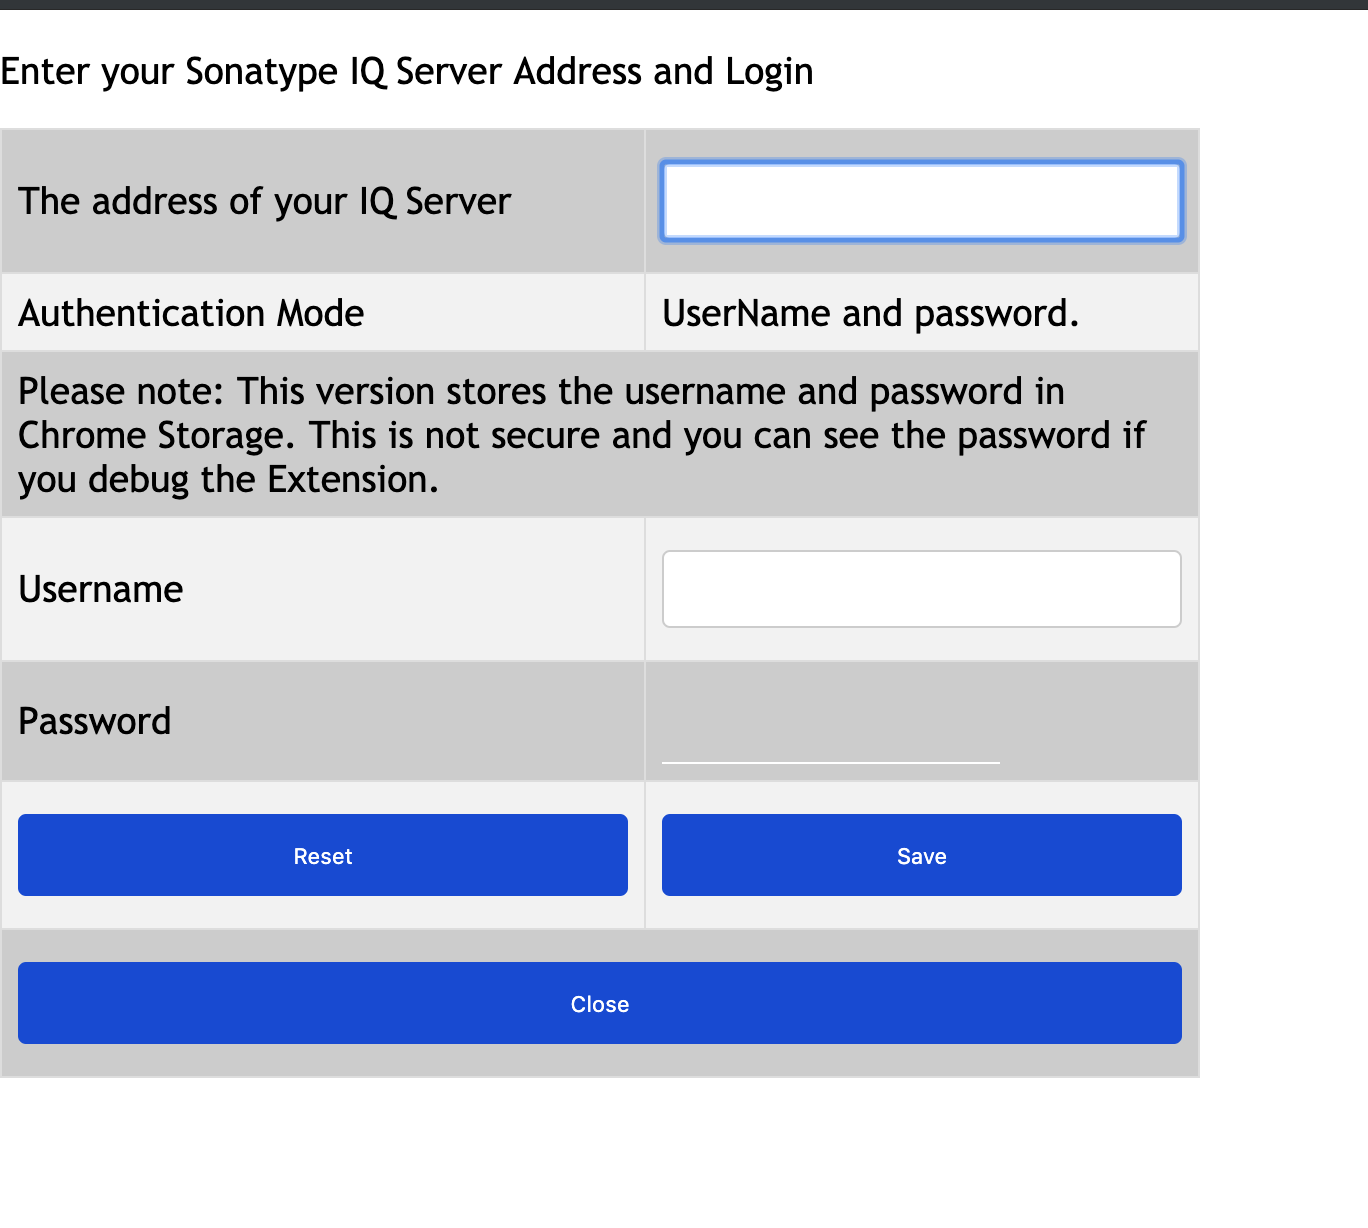 Enter your Sonatype IQ Server Address and Login
The address of your IQ Server
Authentication Mode
UserName and password.
Please note: This version stores the username and password in
Chrome Storage. This is not secure and you can see the password if
you debug the Extension.
Username
Password
Reset
Save
Close